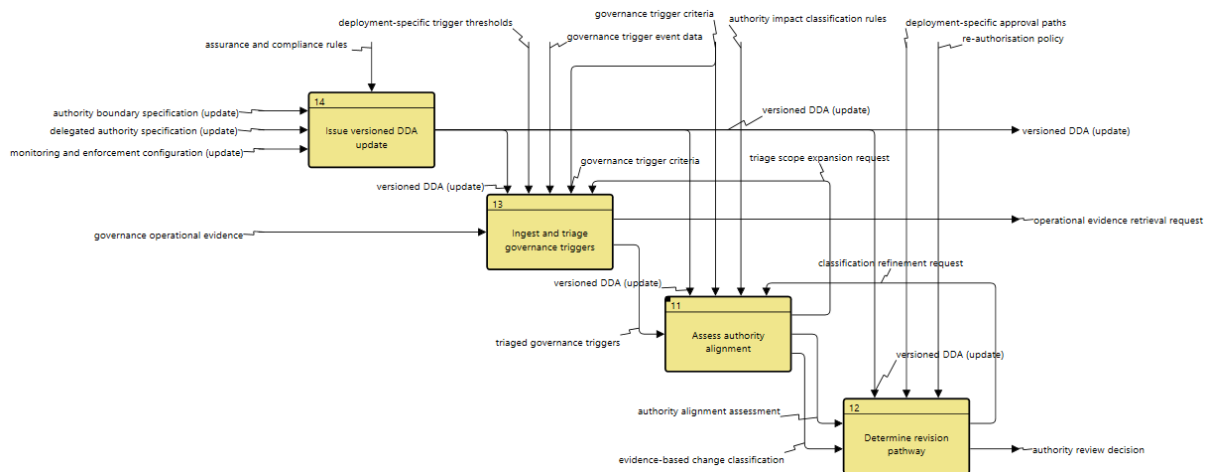 governance trigger criteria
deployment-specific trigger thresholds
authority impact classification rules
deployment-specific approval paths
governance trigger event data
re-authorisation policy
assurance and compliance rules
14
authority boundary specification (update)
versioned DDA (update)
delegated authority specification (update)
Issue versioned DDA
update
versioned DDA (update)
monitoring and enforcement configuration (update)
governance trigger criteria
triage scope expansion request
versioned DDA (update)
13
operational evidence retrieval request
governance operational evidence
Ingest and triage
governance triggers
classification refinement request
versioned DDA (update)
11
Assess authority
alignment
triaged governance triggers
versioned DDA (update)
12
authority alignment assessment
Determine revision
pathway
authority review decision
evidence-based change classification